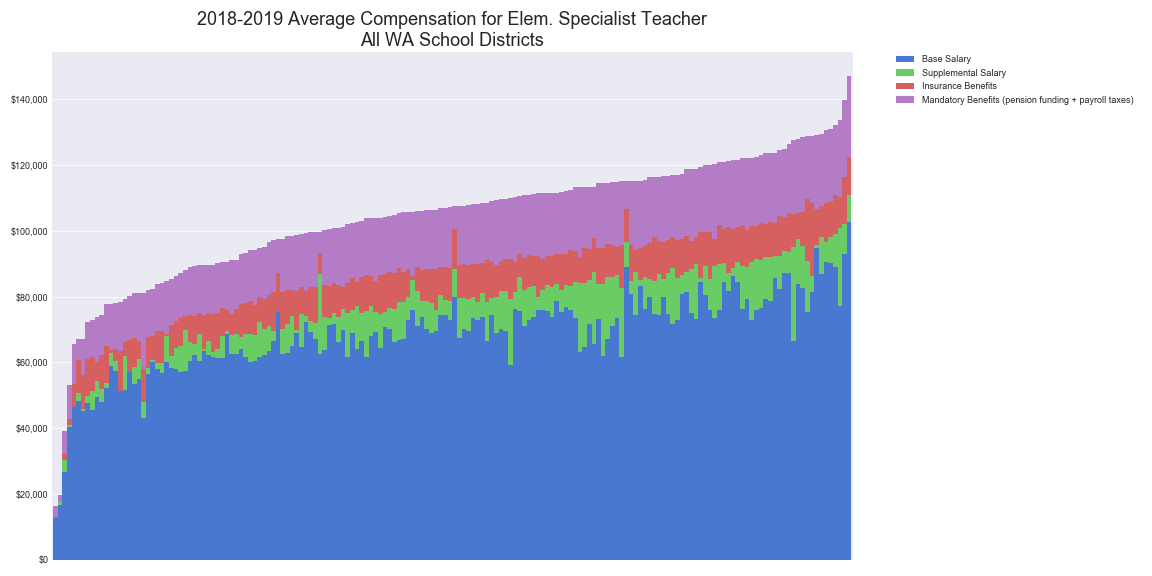 2018-2019 Average Compensation for Elem. Specialist Teacher
All WA School Districts
Base Salary
Supplemental Salary
Insurance Benefits
Mandatory Benefits (pension funding + payroll taxes)
$140,000
$120,000
$100,000
$80,000
$60,000
$40,000
$20,000
$0